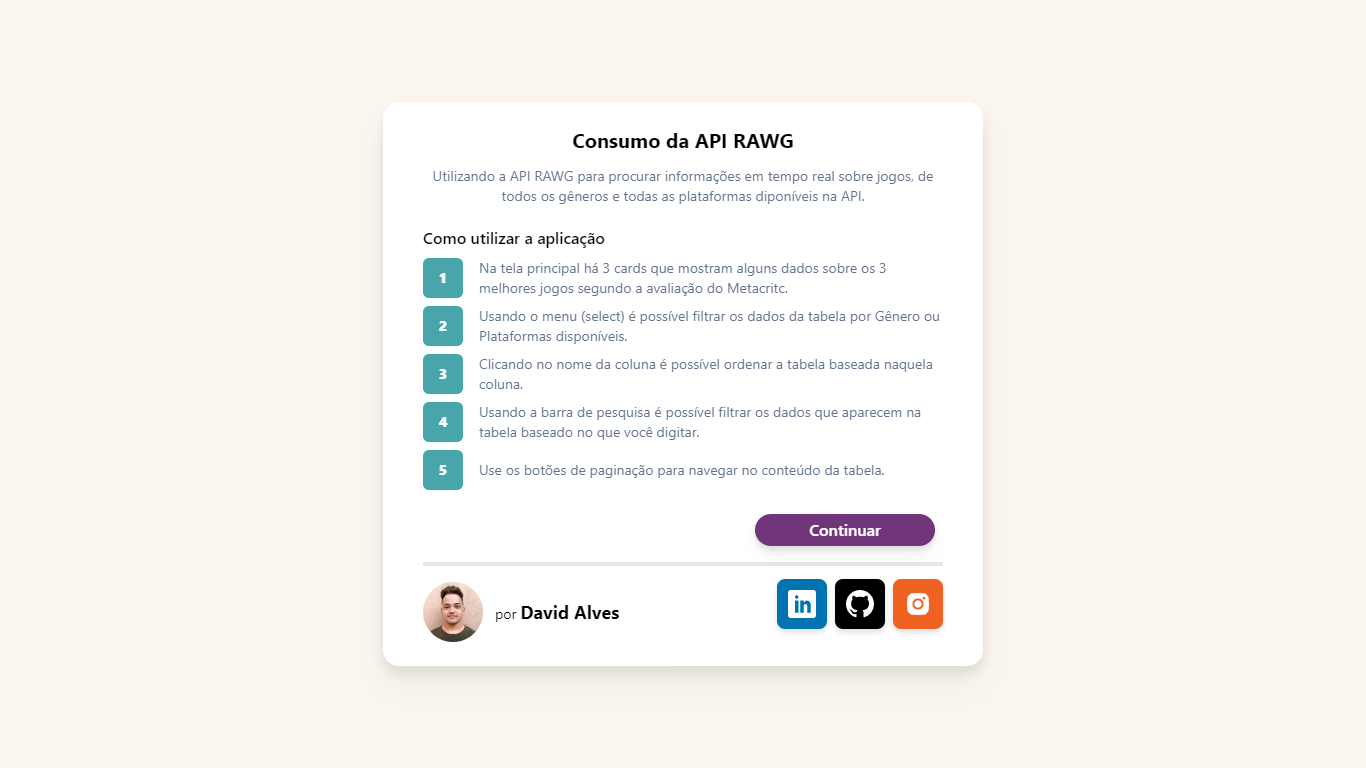 Consumo da API RAWG
Utilizando a API RAWG para procurar informações em tempo real sobre jogos, de
todos os gêneros e todas as plataformas diponíveis na API.
Como utilizar a aplicação
1
Na tela principal há 3 cards que mostram alguns dados sobre os 3
melhores jogos segundo a avaliação do Metacritc.
2
Usando o menu (select) é possível filtrar os dados da tabela por Gênero ou
Plataformas disponíveis.
3
Clicando no nome da coluna é possível ordenar a tabela baseada naquela
coluna.
4
Usando a barra de pesquisa é possível filtrar os dados que aparecem na
tabela baseado no que você digitar.
5
Use os botões de paginação para navegar no conteúdo da tabela.
Continuar
por David Alves
in